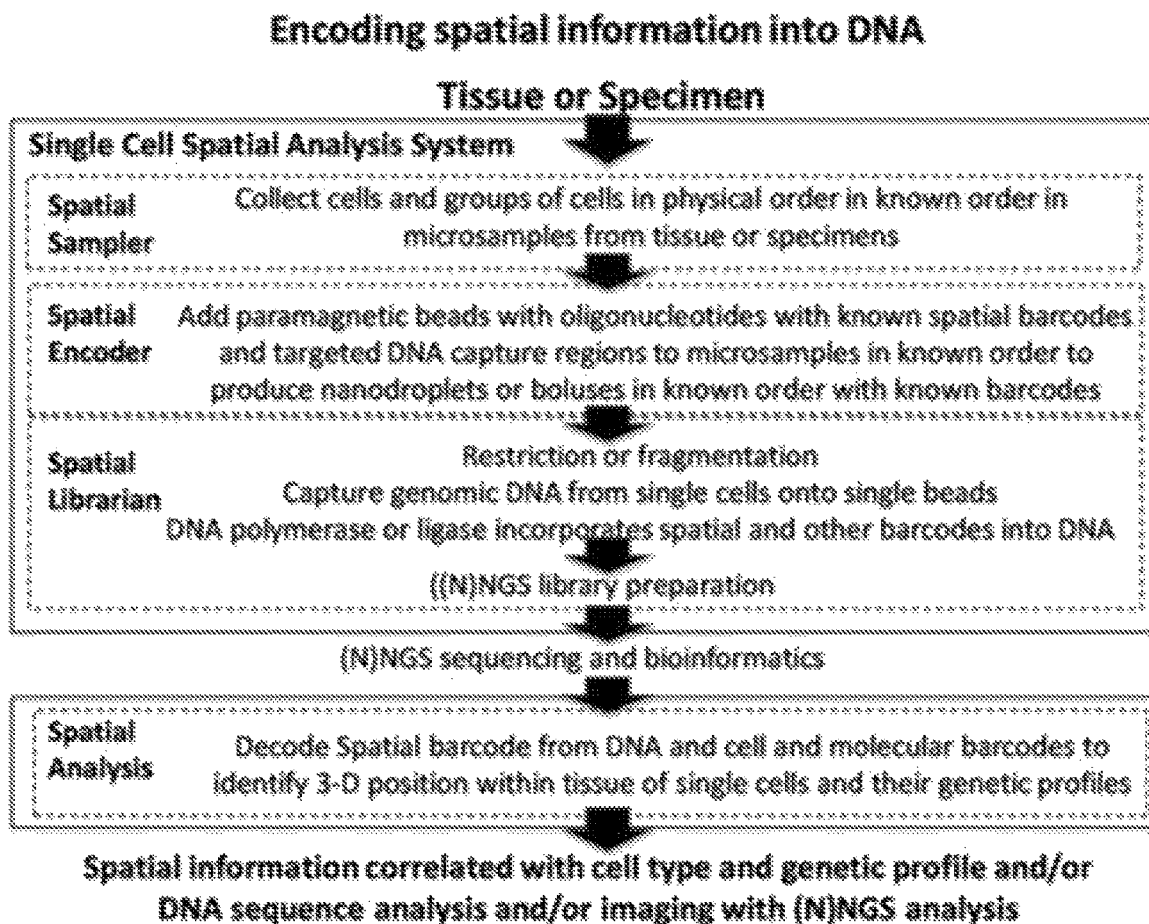 Encoding spatial information into DNA
Tissue or Specimen
Single Cell Spatial Analysis System
Spatial
Sampler
Collect cells and groups of cells in physical order in known order in
microsamples from tissue or specimens
Spatial
Encoder
Add paramagnetic beads with oligonucleotides with known spatial barcodes
and targeted DNA capture regions to microsamples in known order to
produce nanodroplets or boluses in known order with known barcodes
Spatial
Librarian
Restriction or fragmentation
Capture genomic DNA from single cells onto single beads
DNA polymerase or ligase incorporates spatial and other barcodes into DNA
((N)NGS library preparation
(N)NGS sequencing and bioinformatics
Spatial
Analysis
Decode Spatial barcode from DNA and cell and molecular barcodes to
identify 3-D position within tissue of single cells and their genetic profiles
Spatial information correlated with cell type and genetic profile and/or
DNA sequence analysis and/or imaging with (N)NGS analysis